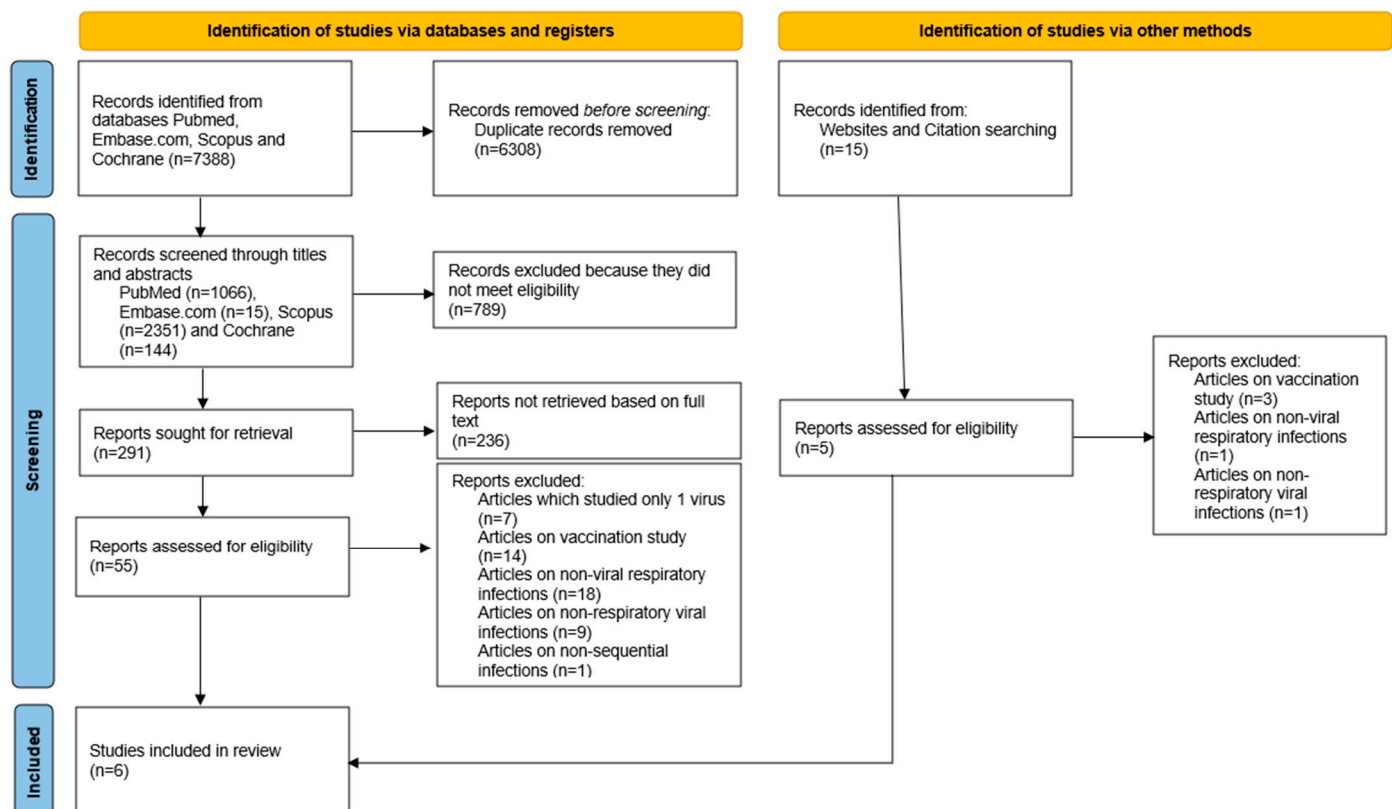 Identification of studies via databases and registers
Identification of studies via other methods
Identification
Records identified from
databases Pubmed,
Embase.com, Scopus and
Cochrane (n=7388)
Records removed before screening:
Duplicate records removed
(n=6308)
Records identified from:
Websites and Citation searching
(n=15)
Screening
Records screened through titles
and abstracts
PubMed (n=1066),
Embase.com (n=15), Scopus
(n=2351) and Cochrane
(n=144)
Records excluded because they did
not meet eligibility
(n=789)
Reports sought for retrieval
(n=291)
Reports not retrieved based on full
text
(n=236)
Reports assessed for eligibility
(n=55)
Reports excluded:
Articles which studied only 1 virus
(n=7)
Articles on vaccination study
(n=14)
Articles on non-viral respiratory
infections (n=18)
Articles on non-respiratory viral
infections (n=9)
Articles on non-sequential
infections (n=1)
Reports assessed for eligibility
(n=5)
Reports excluded:
Articles on vaccination
study (n=3)
Articles on non-viral
respiratory infections
(n=1)
Articles on non-
respiratory viral
infections (n=1)
Included
Studies included in review
(n=6)